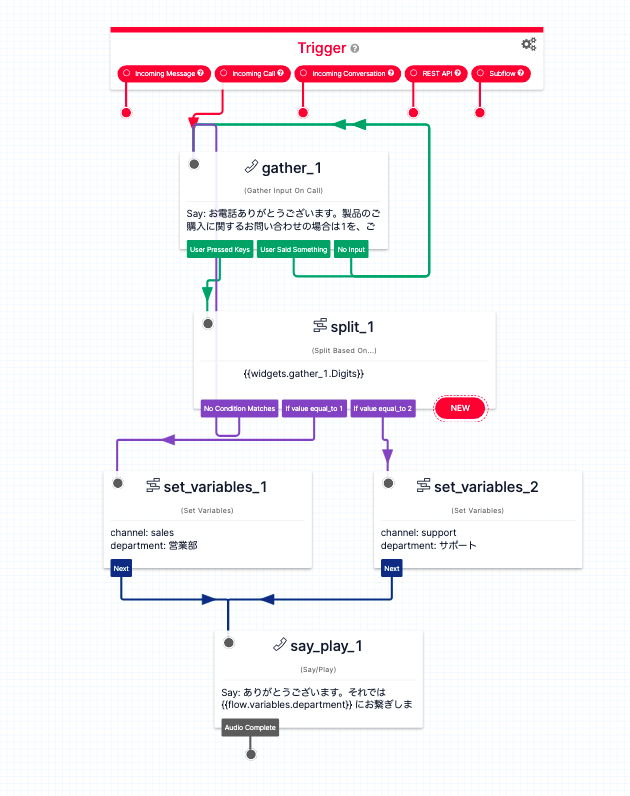 Trigger ?
Incoming Message ?
Incoming Call ?
Incoming Conversation ?
REST API ?
Subflow ?
gather_1
(Gather Input On Call)
Say: お電話ありがとうございます。製品のご
購入に関するお問い合わせの場合は1を、ご
User Pressed Keys
User Said Something
No Input
split_1
(Split Based On...)
{{widgets.gather_1.Digits}}
No Condition Matches
If value equal_to 1
If value equal_to 2
NEW
set_variables_1
(Set Variables)
channel: sales
department: 営業部
Next
set_variables_2
(Set Variables)
channel: support
department: サポート
Next
say_play_1
(Say/Play)
Say: ありがとうございます。それでは
{{flow.variables.department}} にお繋ぎしま
Audio Complete